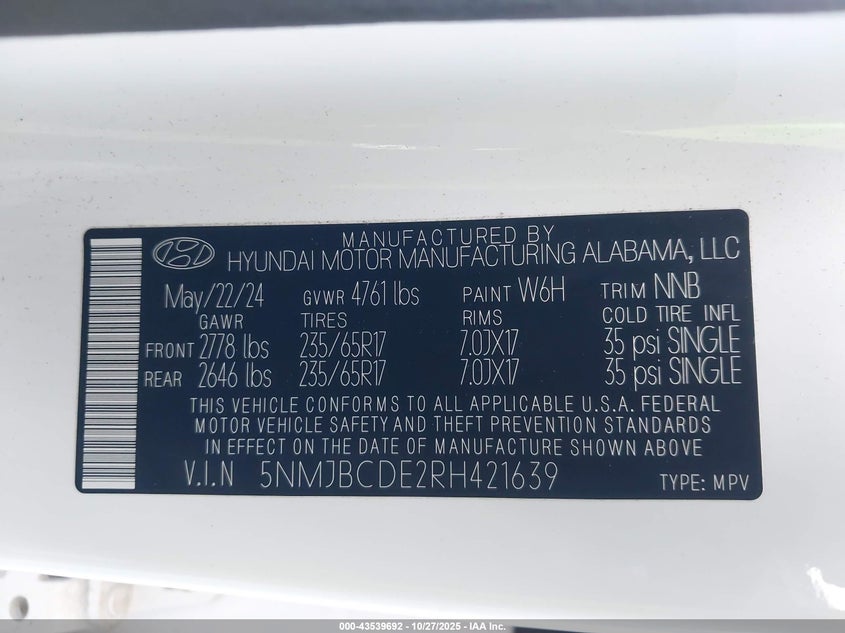 MANUFACTURED BY
HYUNDAI MOTOR MANUFACTURING ALABAMA, LLC
May/22/24 GVWR 4761 lbs PAINT W6H TRIM NNB
GAWR TIRES RIMS COLD TIRE INFL
FRONT 2778 lbs 235/65R17 7.0JX17 35 psi SINGLE
REAR 2646 lbs 235/65R17 7.0JX17 35 psi SINGLE
THIS VEHICLE CONFORMS TO ALL APPLICABLE U.S.A. FEDERAL
MOTOR VEHICLE SAFETY AND THEFT PREVENTION STANDARDS
IN EFFECT ON THE DATE OF MANUFACTURE SHOWN ABOVE
V.I.N 5NMJBCDE2RH421639 TYPE: MPV
000-43539692 - 10/27/2025 - IAA Inc.